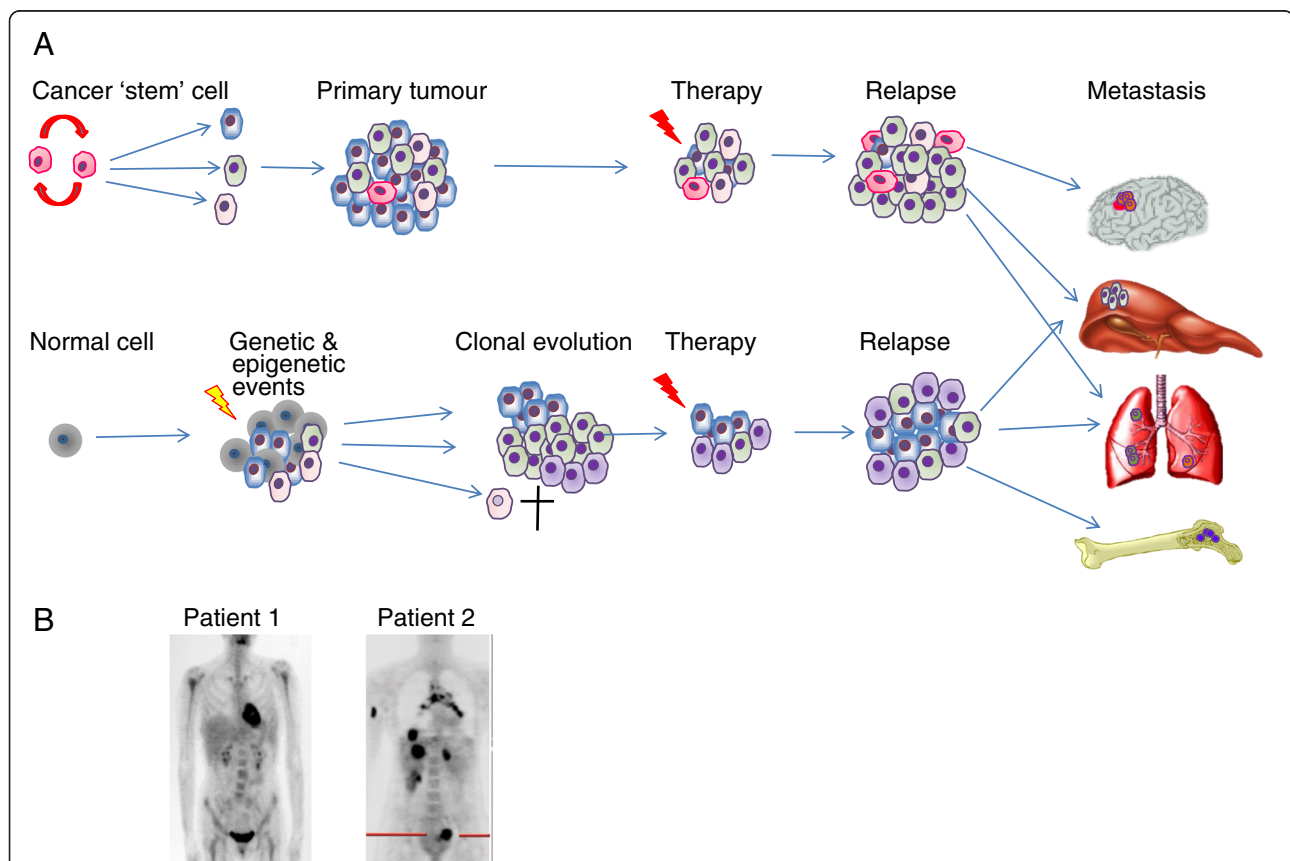 A
Cancer ‘stem’ cell
Primary tumour
Therapy
Relapse
Metastasis
Normal cell
Genetic &
epigenetic
events
Clonal evolution
Therapy
Relapse
B
Patient 1
Patient 2